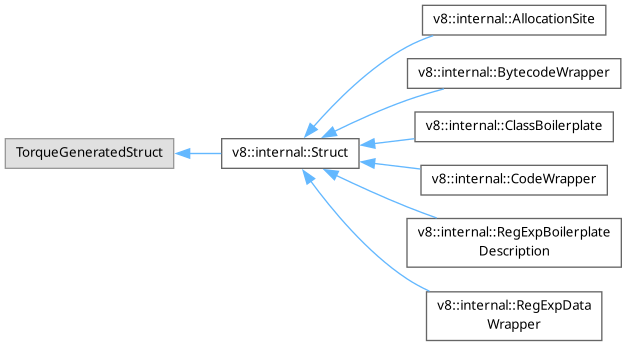 v8::internal::AllocationSite
v8::internal::BytecodeWrapper
v8::internal::ClassBoilerplate
TorqueGeneratedStruct
v8::internal::Struct
v8::internal::CodeWrapper
v8::internal::RegExpBoilerplate
Description
v8::internal::RegExpData
Wrapper